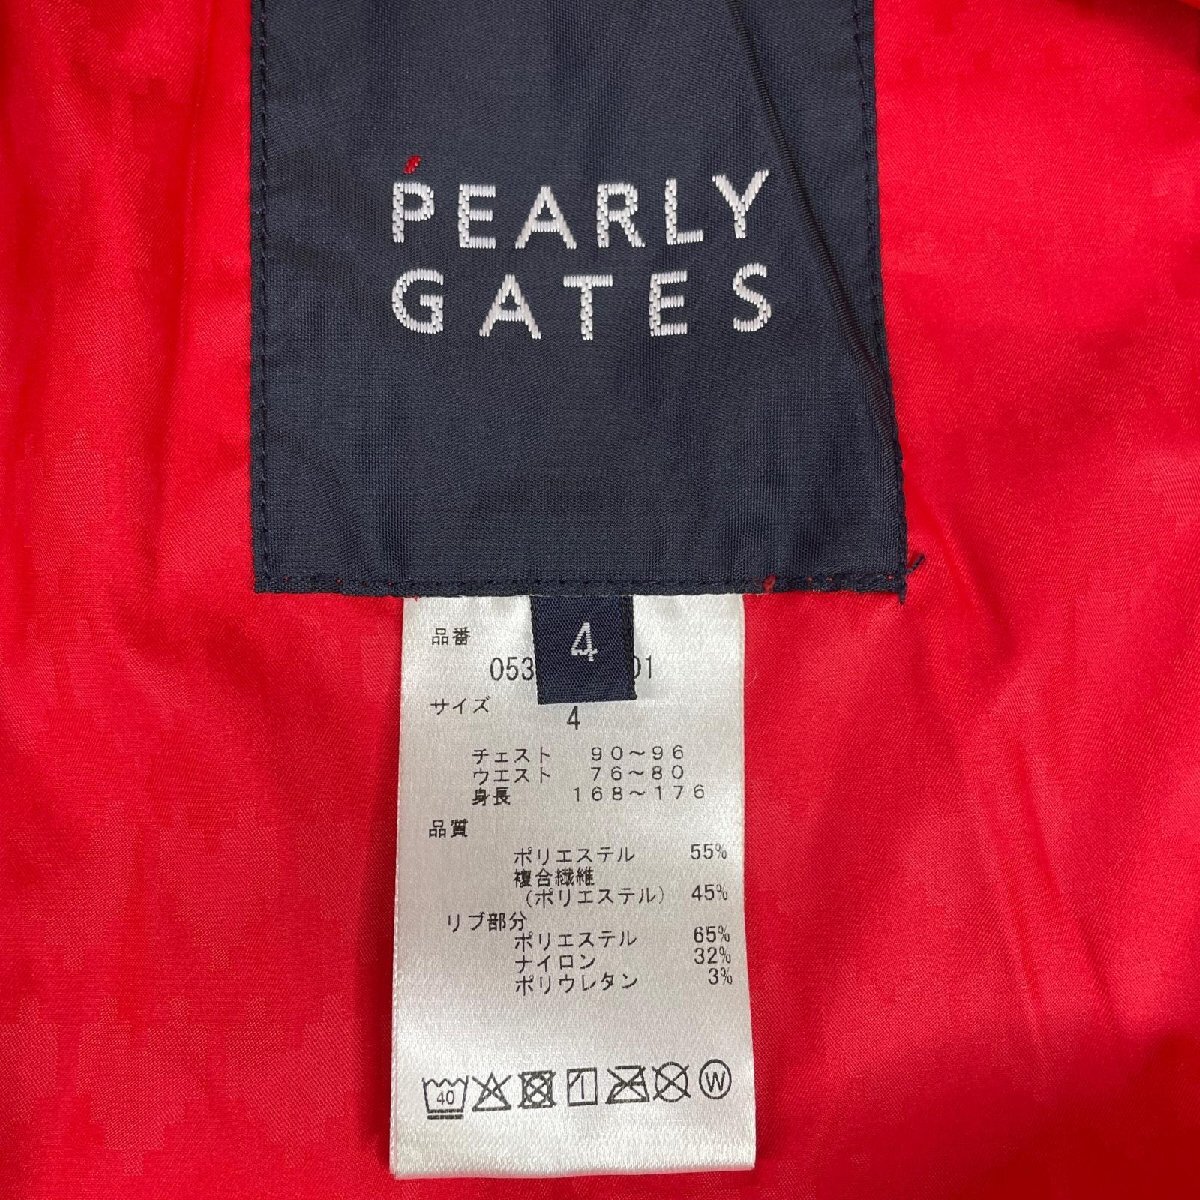 PEARLY
GATES
4
品番
053 01
サイズ
4
チェスト 90～96
ウエスト 76～80
身長 168～176
品質
ポリエステル 55%
複合繊維
(ポリエステル) 45%
リブ部分
ポリエステル 65%
ナイロン 32%
ポリウレタン 3%
40 W